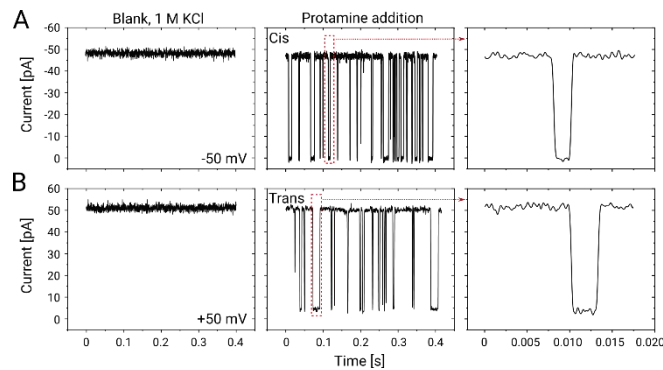 A
Blank, 1 M KCl
Protamine addition
-60
-50
-40
-30
-20
-10
0
Current [pA]
-50 mV
Cis
B
60
50
40
30
20
10
0
Current [pA]
+50 mV
Trans
0 0.1 0.2 0.3 0.4
0 0.1 0.2 0.3 0.4
0 0.005 0.010 0.015 0.020
Time [s]